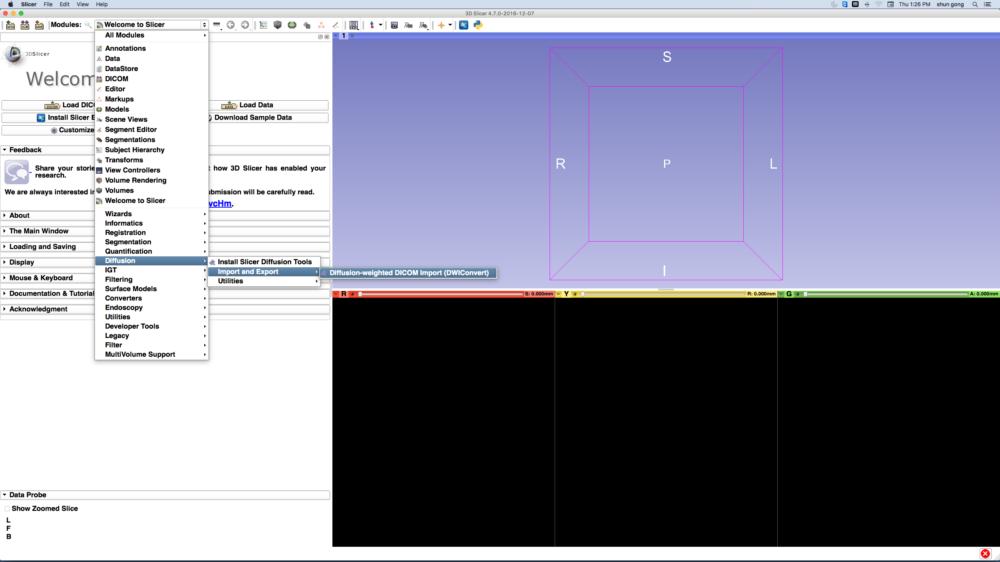 Slicer File Edit View Help
Thu 1:26 PM shun gong
3D Slicer 4.7.0-2016-12-07
DATA DCM SAVE Modules: Welcome to Slicer
All Modules
Annotations
Data
DataStore
DICOM
Editor
Markups
Models
Scene Views
Segment Editor
Segmentations
Subject Hierarchy
Transforms
View Controllers
Volume Rendering
Volumes
Welcome to Slicer
Wizards
Informatics
Registration
Segmentation
Quantification
Diffusion
IGT
Filtering
Surface Models
Converters
Endoscopy
Utilities
Developer Tools
Legacy
Filter
MultiVolume Support
Install Slicer Diffusion Tools
Import and Export
Utilities
Diffusion-weighted DICOM Import (DWIConvert)
3DSlicer
Welcom
DICOM Load DIC
DATA Load Data
Install Slicer E
Download Sample Data
Customize
Feedback
Share your storie t how 3D Slicer has enabled your
research.
We are always interested in ubmission will be carefully read.
vcHm.
About
The Main Window
Loading and Saving
Display
Mouse & Keyboard
Documentation & Tutorial
Acknowledgment
Data Probe
Show Zoomed Slice
L
F
B
1
S
R
P
L
I
R S: 0.000mm
Y R: 0.000mm
G A: 0.000mm